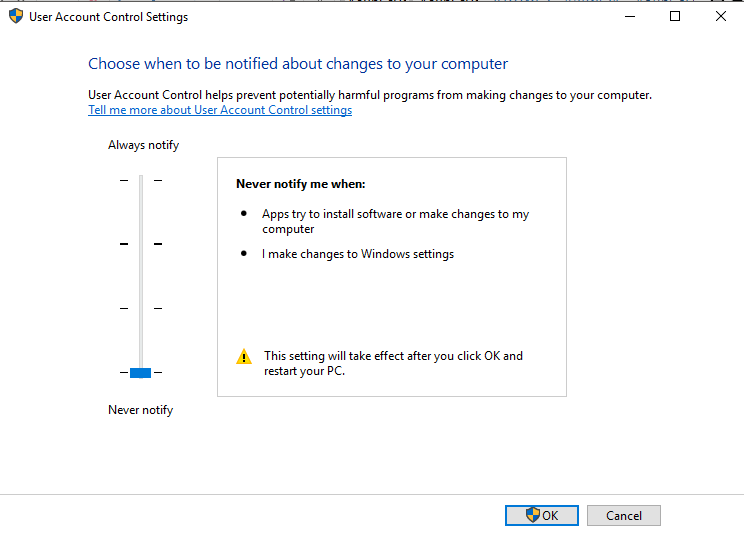 User Account Control Settings
Choose when to be notified about changes to your computer
User Account Control helps prevent potentially harmful programs from making changes to your computer.
Tell me more about User Account Control settings
Always notify
Never notify me when:
Apps try to install software or make changes to my
computer
I make changes to Windows settings
This setting will take effect after you click OK and
restart your PC.
Never notify
OK
Cancel